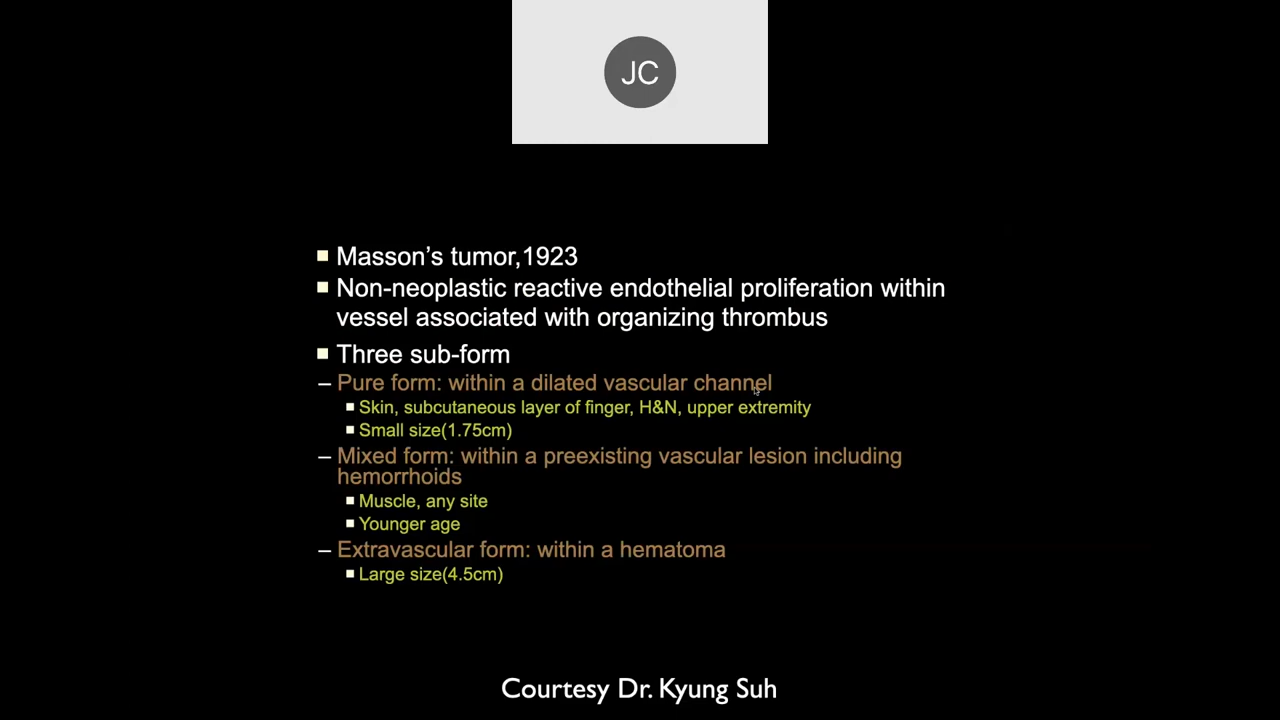 JC
Masson’s tumor,1923
Non-neoplastic reactive endothelial proliferation within
vessel associated with organizing thrombus
Three sub-form
– Pure form: within a dilated vascular channel
Skin, subcutaneous layer of finger, H&N, upper extremity
Small size(1.75cm)
– Mixed form: within a preexisting vascular lesion including
hemorrhoids
Muscle, any site
Younger age
– Extravascular form: within a hematoma
Large size(4.5cm)
Courtesy Dr. Kyung Suh